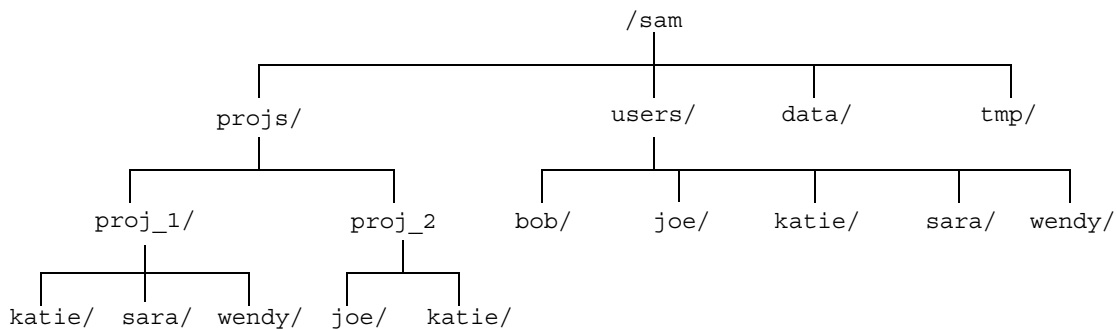 /sam
projs/ users/ data/ tmp/
proj_1/ proj_2 bob/ joe/ katie/ sara/ wendy/
katie/ sara/ wendy/ joe/ katie/